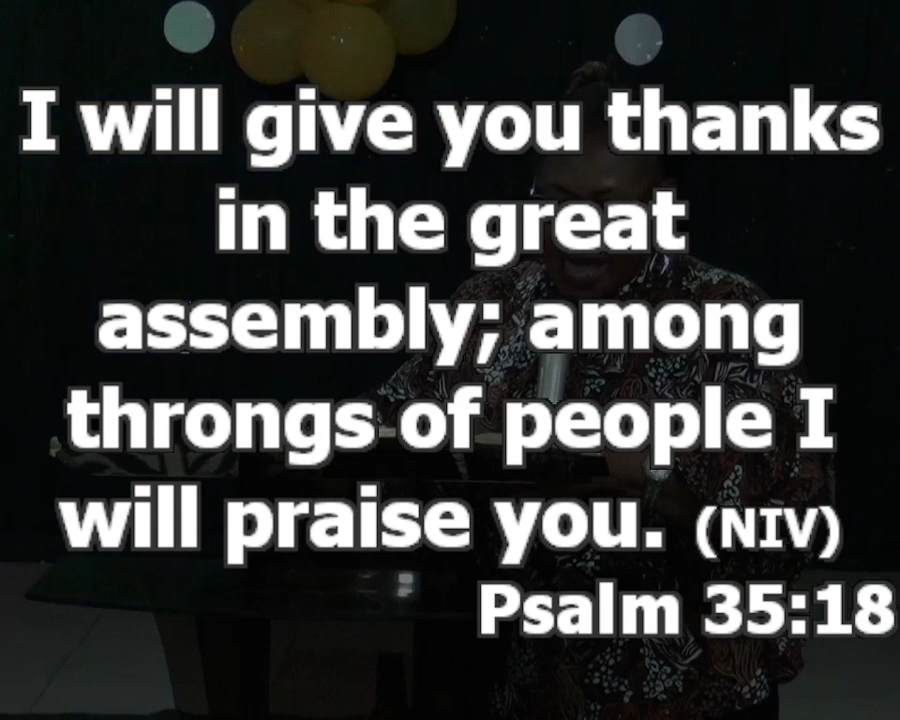 I will give you thanks
in the great
assembly; among
throngs of people I
will praise you. (NIV)
Psalm 35:18